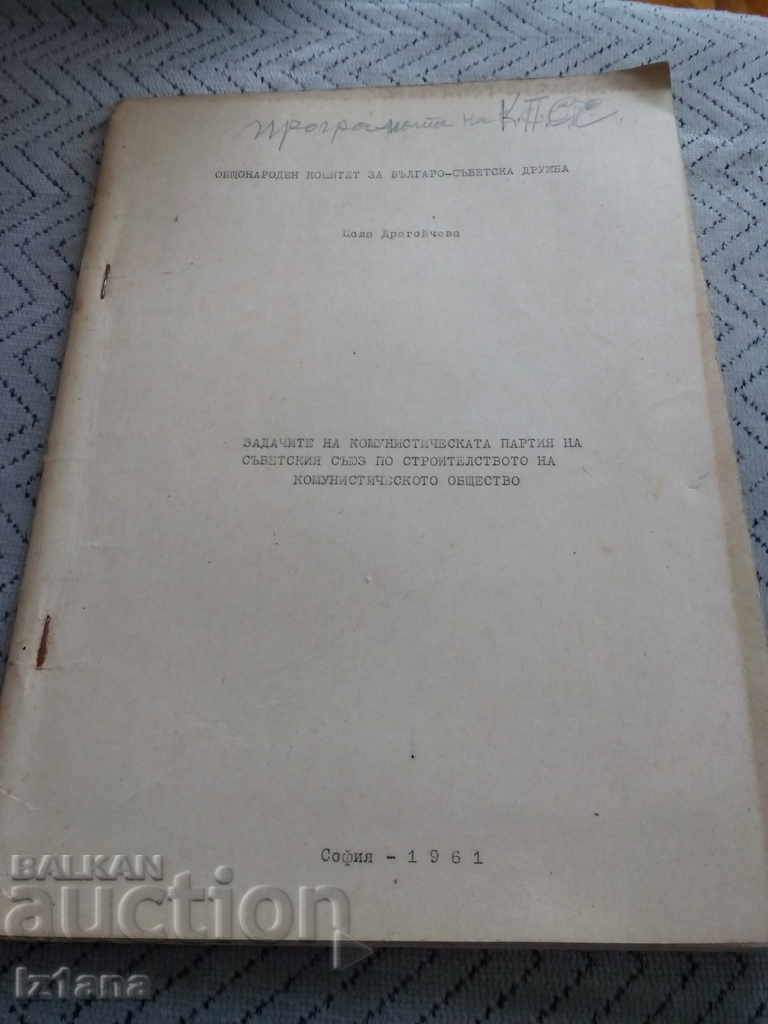 програмата на К.П.С.С.
ОБЩОНАРОДЕН КОМИТЕТ ЗА БЪЛГАРО-СЪВЕТСКА ДРУЖБА
Цола Драгойчева
ЗАДАЧИТЕ НА КОМУНИСТИЧЕСКАТА ПАРТИЯ НА
СЪВЕТСКИЯ СЪЮЗ ПО СТРОИТЕЛСТВОТО НА
КОМУНИСТИЧЕСКОТО ОБЩЕСТВО
София - 1961
BALKAN
auction
Iz1ana